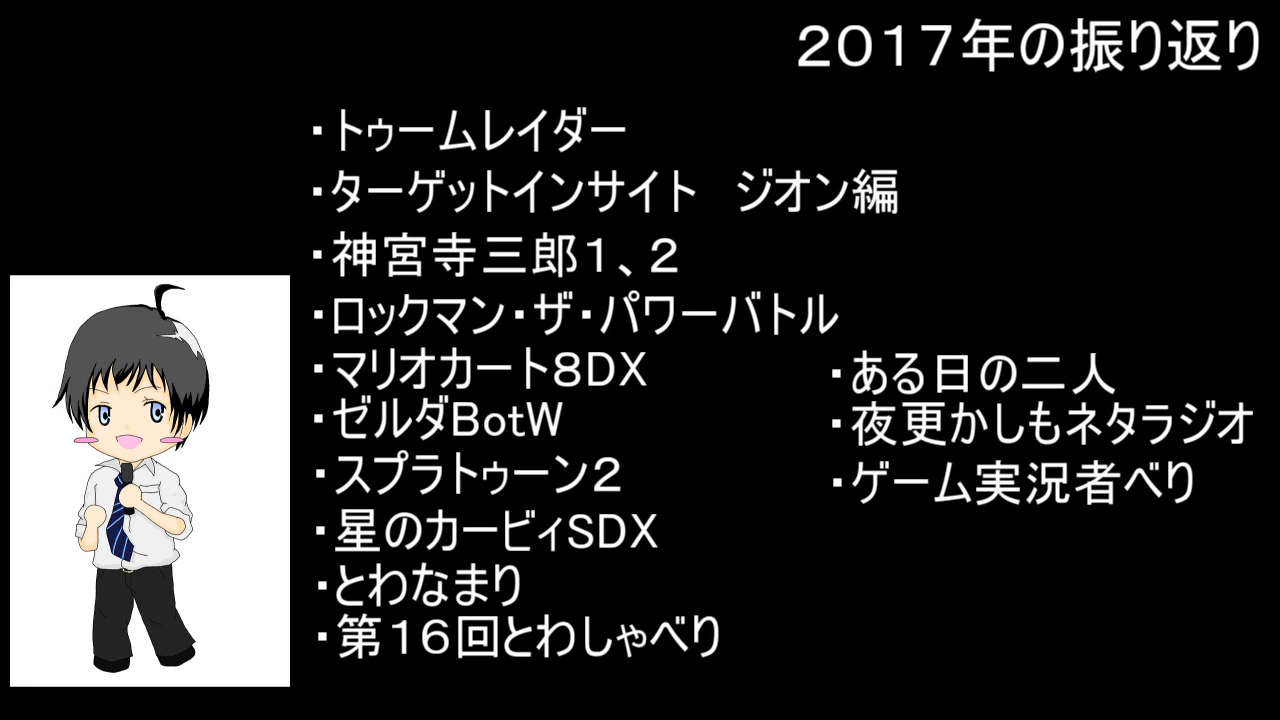 ２０１７年の振り返り
・トゥームレイダー
・ターゲットインサイト　ジオン編
・神宮寺三郎１、２
・ロックマン・ザ・パワーバトル
・マリオカート８DX
・ゼルダBotW
・スプラトゥーン２
・星のカービィSDX
・とわなまり
・第１６回とわしゃべり
・ある日の二人
・夜更かしもネタラジオ
・ゲーム実況者べり